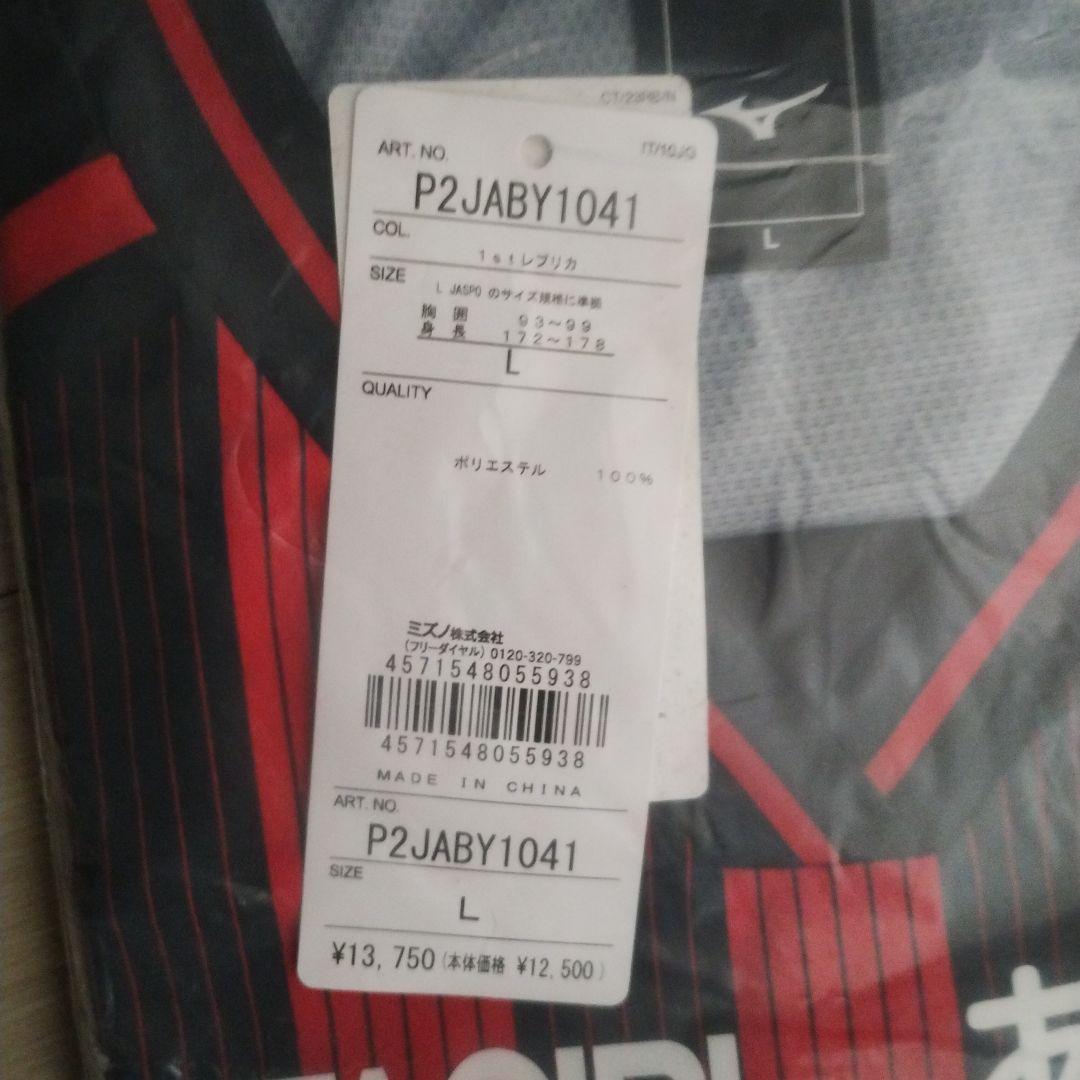 CT/23RE/N
IT/10JG
ART. NO.
P2JABY1041
COL.
1stレプリカ
SIZE
L JASPO のサイズ規格に準拠
胸 囲 93～99
身 長 172～178
L
QUALITY
ポリエステル 100%
ミズノ株式会社
(フリーダイヤル) 0120-320-799
4571548055938
4571548055938
MADE IN CHINA
ART. NO.
P2JABY1041
SIZE
L
¥13,750 (本体価格 ¥12,500)
L
あ